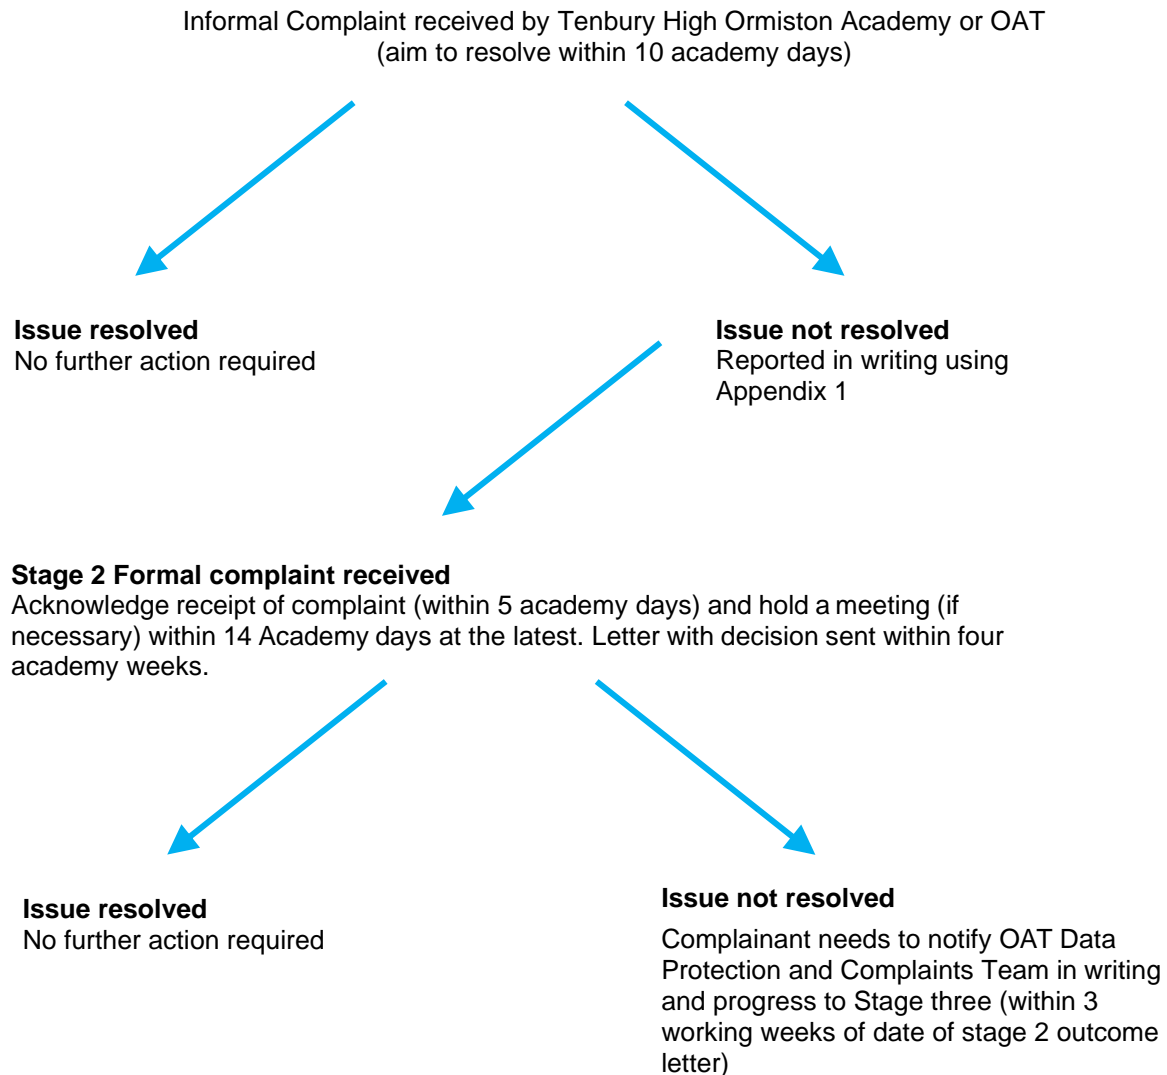 Informal Complaint received by Tenbury High Ormiston Academy or OAT
(aim to resolve within 10 academy days)
Issue resolved
No further action required
Issue not resolved
Reported in writing using
Appendix 1
Stage 2 Formal complaint received
Acknowledge receipt of complaint (within 5 academy days) and hold a meeting (if
necessary) within 14 Academy days at the latest. Letter with decision sent within four
academy weeks.
Issue resolved
No further action required
Issue not resolved
Complainant needs to notify OAT Data
Protection and Complaints Team in writing
and progress to Stage three (within 3
working weeks of date of stage 2 outcome
letter)